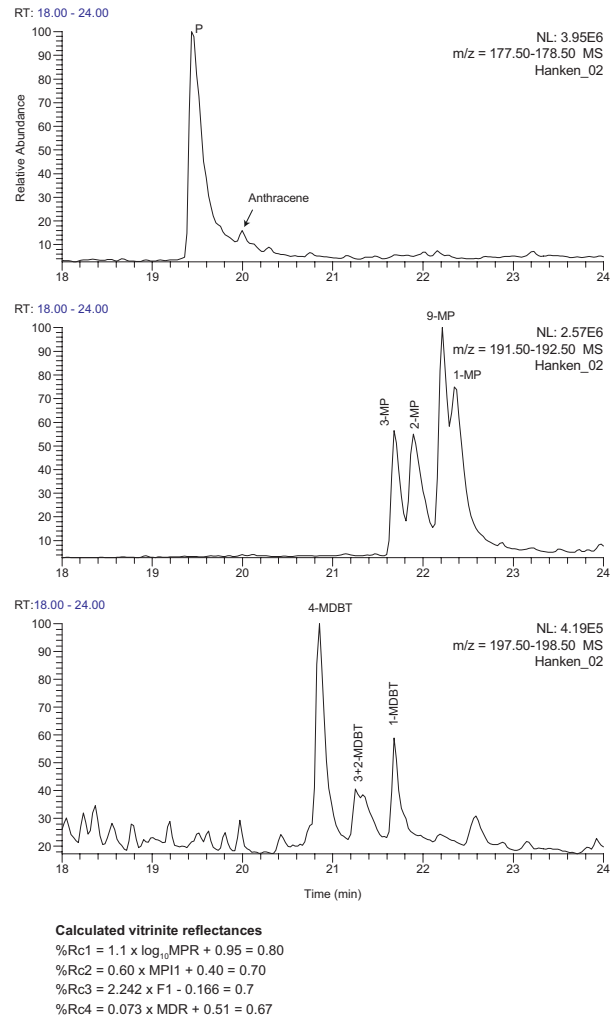 RT: 18.00 - 24.00
NL: 3.95E6
m/z = 177.50-178.50 MS
Hanken_02
P
Anthracene
Relative Abundance
100
90
80
70
60
50
40
30
20
10
18 19 20 21 22 23 24
RT: 18.00 - 24.00
NL: 2.57E6
m/z = 191.50-192.50 MS
Hanken_02
9-MP
1-MP
3-MP
2-MP
100
90
80
70
60
50
40
30
20
10
18 19 20 21 22 23 24
RT:18.00 - 24.00
NL: 4.19E5
m/z = 197.50-198.50 MS
Hanken_02
4-MDBT
3+2-MDBT
1-MDBT
100
90
80
70
60
50
40
30
20
18 19 20 21 22 23 24
Time (min)
Calculated vitrinite reflectances
%Rc1 = 1.1 x log₁₀MPR + 0.95 = 0.80
%Rc2 = 0.60 x MPI1 + 0.40 = 0.70
%Rc3 = 2.242 x F1 - 0.166 = 0.7
%Rc4 = 0.073 x MDR + 0.51 = 0.67